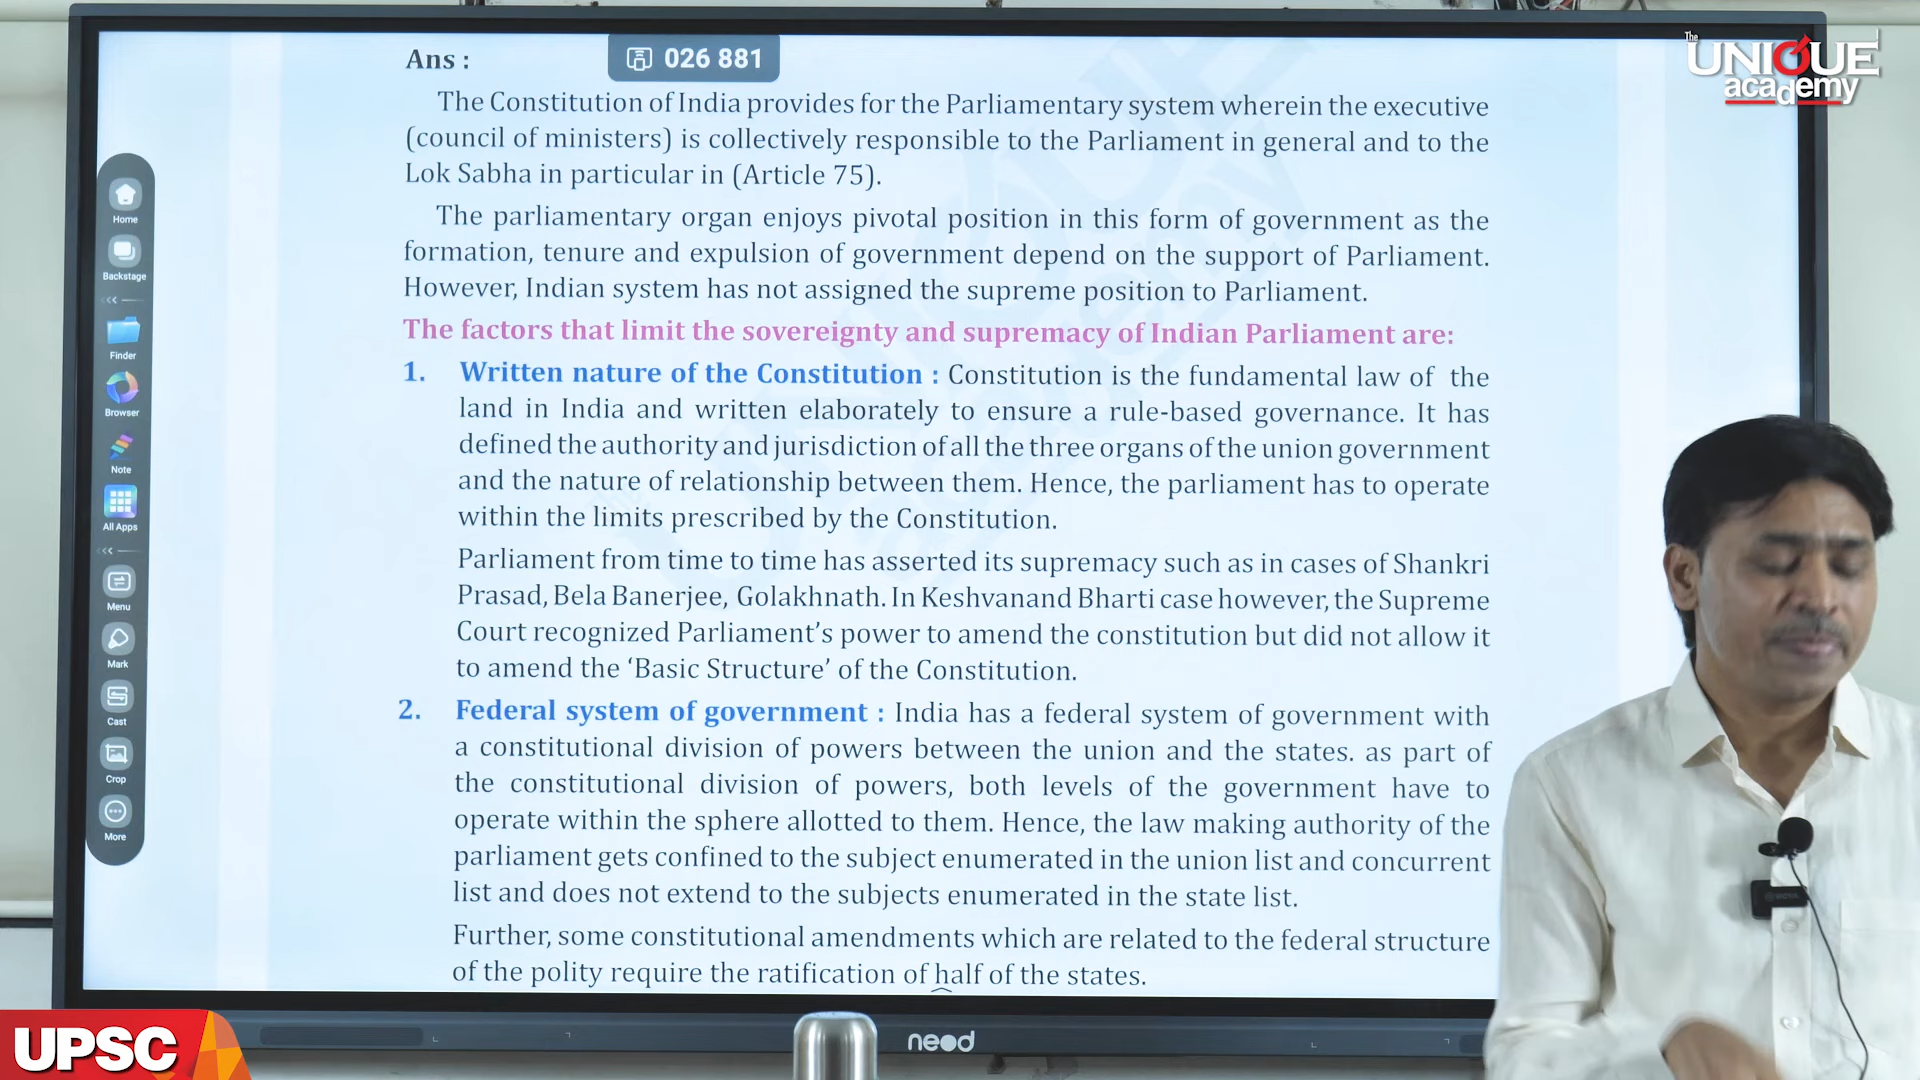 Ans :
026 881
The UNIQUE
academy
The Constitution of India provides for the Parliamentary system wherein the executive
(council of ministers) is collectively responsible to the Parliament in general and to the
Lok Sabha in particular in (Article 75).
The parliamentary organ enjoys pivotal position in this form of government as the
formation, tenure and expulsion of government depend on the support of Parliament.
However, Indian system has not assigned the supreme position to Parliament.
The factors that limit the sovereignty and supremacy of Indian Parliament are:
1. Written nature of the Constitution : Constitution is the fundamental law of the
land in India and written elaborately to ensure a rule-based governance. It has
defined the authority and jurisdiction of all the three organs of the union government
and the nature of relationship between them. Hence, the parliament has to operate
within the limits prescribed by the Constitution.
Parliament from time to time has asserted its supremacy such as in cases of Shankri
Prasad, Bela Banerjee, Golakhnath. In Keshvanand Bharti case however, the Supreme
Court recognized Parliament's power to amend the constitution but did not allow it
to amend the ‘Basic Structure’ of the Constitution.
2. Federal system of government : India has a federal system of government with
a constitutional division of powers between the union and the states. as part of
the constitutional division of powers, both levels of the government have to
operate within the sphere allotted to them. Hence, the law making authority of the
parliament gets confined to the subject enumerated in the union list and concurrent
list and does not extend to the subjects enumerated in the state list.
Further, some constitutional amendments which are related to the federal structure
of the polity require the ratification of half of the states.
Home
Backstage
Finder
Browser
Note
All Apps
Menu
Mark
Cast
Crop
More
UPSC
neod